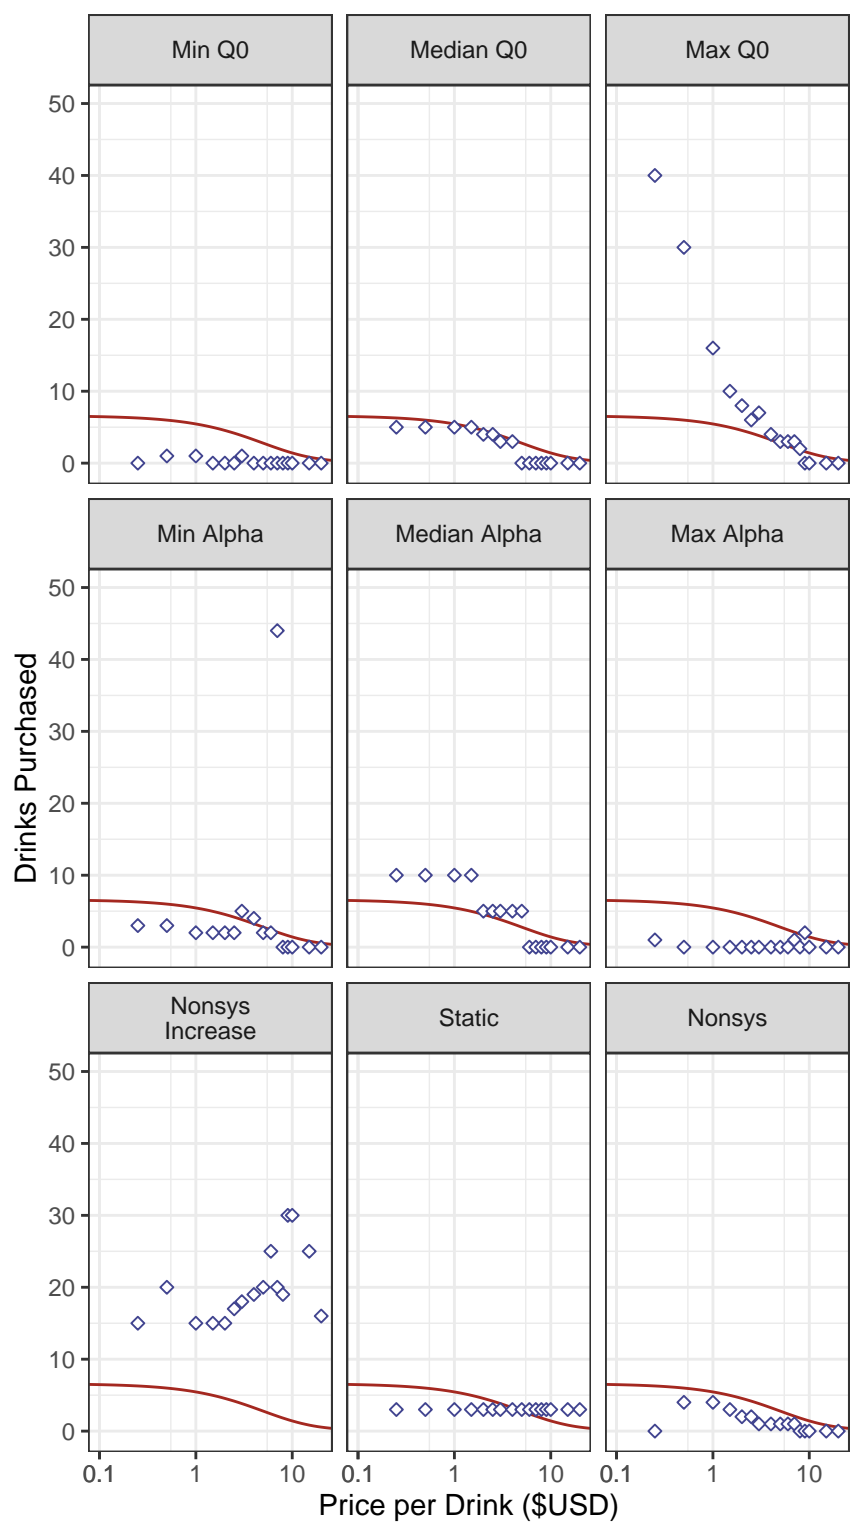 Min Q0
Median Q0
Max Q0
50
40
30
20
10
0
Min Alpha
Median Alpha
Max Alpha
50
40
30
20
10
0
Nonsys
Increase
Static
Nonsys
50
40
30
20
10
0
0.1
1
10
0.1
1
10
0.1
1
10
Drinks Purchased
Price per Drink ($USD)